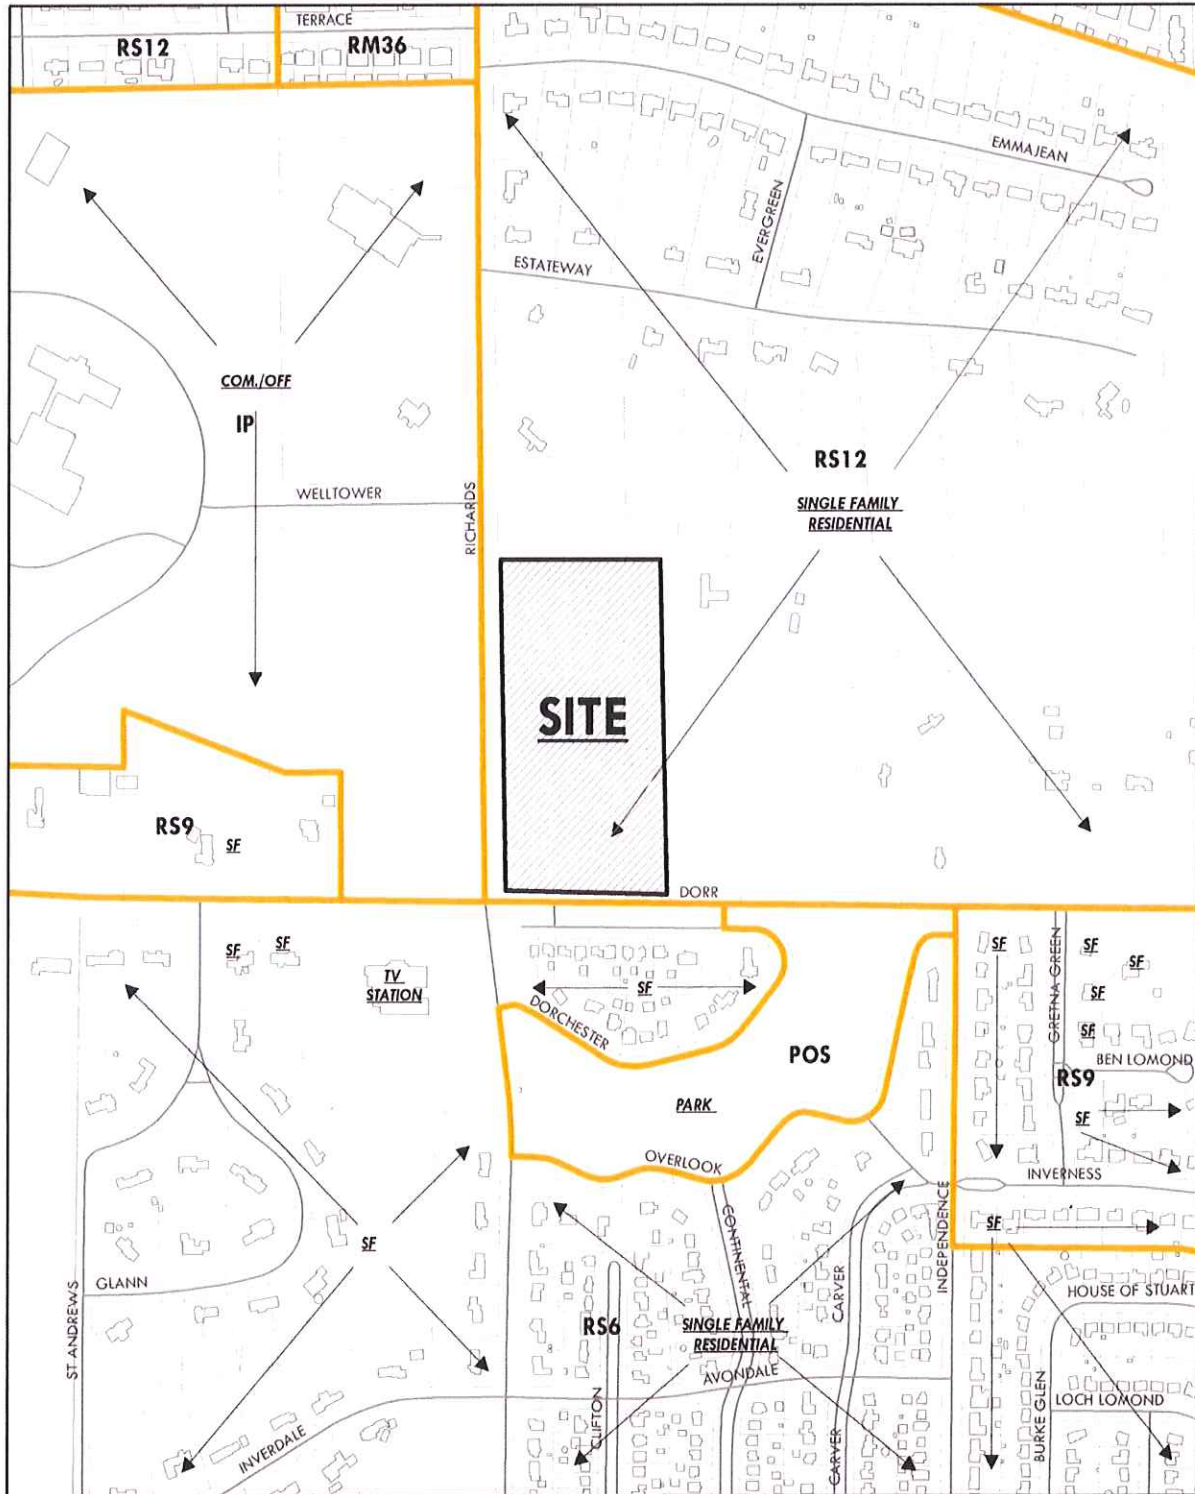 TERRACE
RS12
RM36
EMMAJEAN
EVERGREEN
ESTATEWAY
COM./OFF
IP
RS12
WELLTOWER
SINGLE FAMILY
RESIDENTIAL
RICHARDS
SITE
RS9
SF
DORR
SF
SF
TV
STATION
SF
DORCHESTER
POS
PARK
SF
SF
SF
SF
SF
GRETNA GREEN
BEN LOMOND
RS9
SF
OVERLOOK
INVERNESS
INDEPENDENCE
SF
SF
CONTINENTAL
CARVER
GLANN
ST ANDREWS
HOUSE OF STUART
RS6
SINGLE FAMILY
RESIDENTIAL
AVONDALE
CLIFTON
LOCH LOMOND
BURKE GLEN
INVERDALE
CARVER